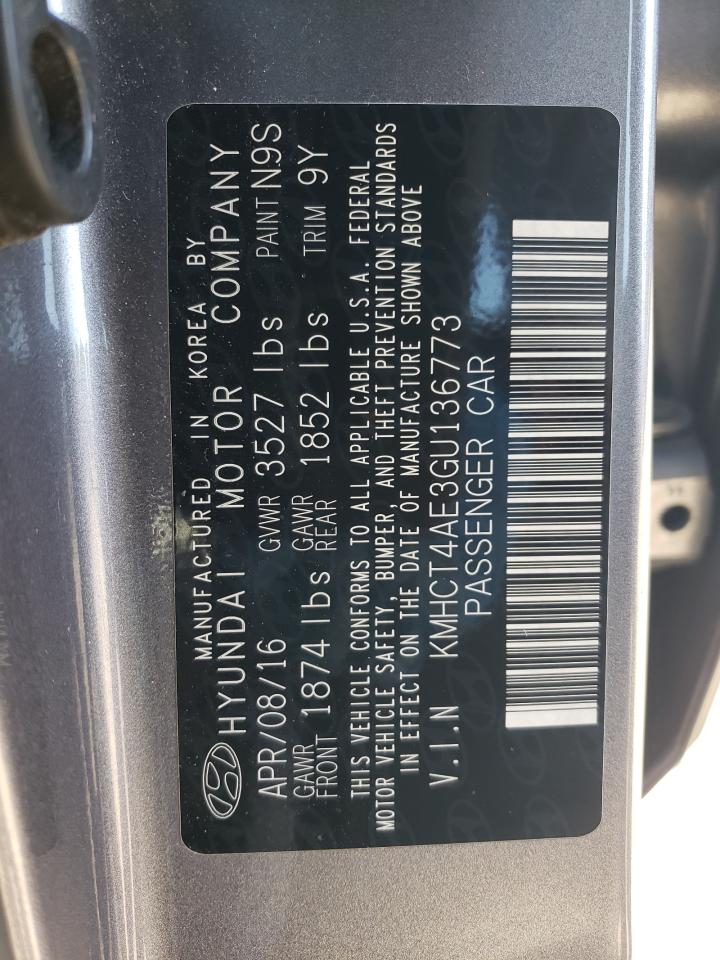 MANUFACTURED IN KOREA BY
HYUNDAI MOTOR COMPANY
APR/08/16 GVWR 3527 lbs PAINT N9S
GAWR FRONT 1874 lbs GAWR REAR 1852 lbs TRIM 9Y
THIS VEHICLE CONFORMS TO ALL APPLICABLE U.S.A. FEDERAL
MOTOR VEHICLE SAFETY, BUMPER, AND THEFT PREVENTION STANDARDS
IN EFFECT ON THE DATE OF MANUFACTURE SHOWN ABOVE
V.I.N KMHCT4AE3GU136773
PASSENGER CAR